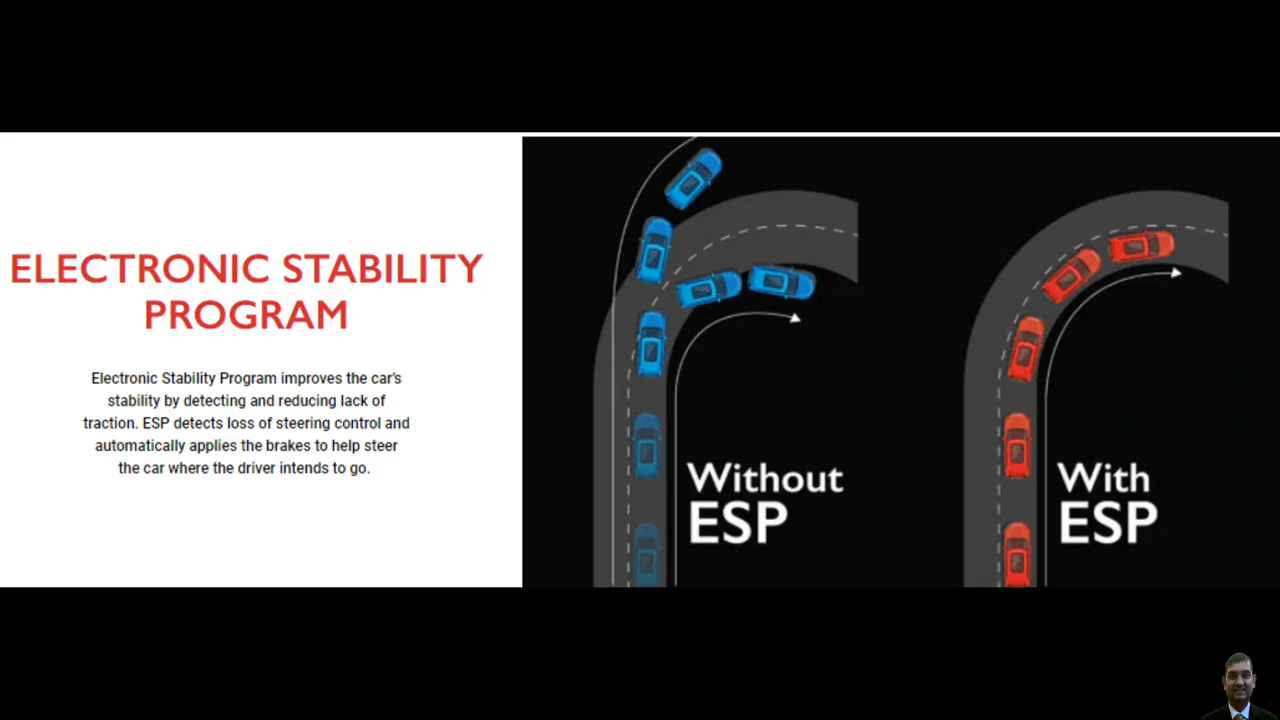 ELECTRONIC STABILITY
PROGRAM
Electronic Stability Program improves the car's
stability by detecting and reducing lack of
traction. ESP detects loss of steering control and
automatically applies the brakes to help steer
the car where the driver intends to go.
Without
ESP
With
ESP